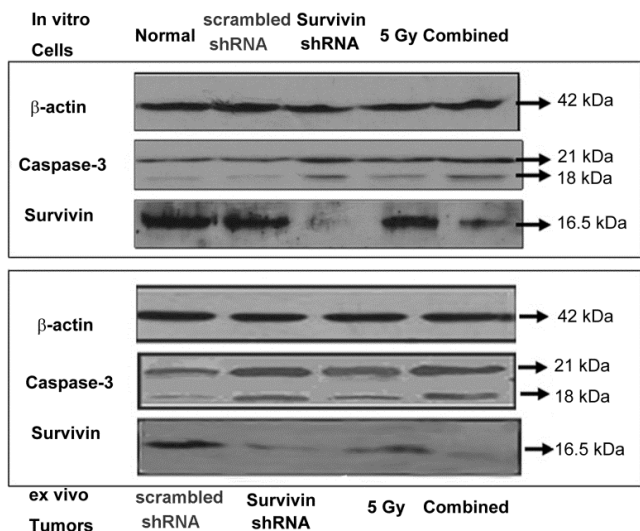 In vitro
Cells
Normal scrambled shRNA Survivin shRNA 5 Gy Combined
β-actin 42 kDa
Caspase-3 21 kDa
18 kDa
Survivin 16.5 kDa
β-actin 42 kDa
Caspase-3 21 kDa
18 kDa
Survivin 16.5 kDa
ex vivo
Tumors
scrambled shRNA Survivin shRNA 5 Gy Combined